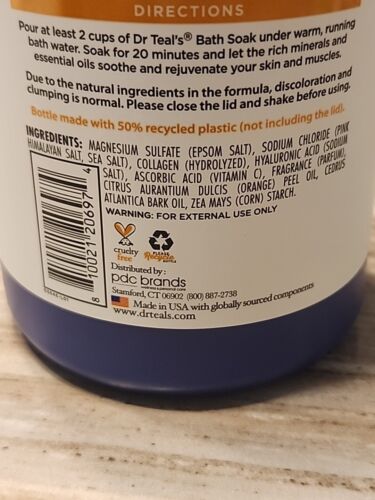 DIRECTIONS
Pour at least 2 cups of Dr Teal's® Bath Soak under warm, running
bath water. Soak for 20 minutes and let the rich minerals and
essential oils soothe and rejuvenate your skin and muscles.
Due to the natural ingredients in the formula, discoloration and
clumping is normal. Please close the lid and shake before using.
Bottle made with 50% recycled plastic (not including the lid).
INGREDIENTS: MAGNESIUM SULFATE (EPSOM SALT), SODIUM CHLORIDE (PINK
HIMALAYAN SALT, SEA SALT), COLLAGEN (HYDROLYZED), HYALURONIC ACID (SODIUM
SALT), ASCORBIC ACID (VITAMIN C), FRAGRANCE (PARFUM),
CITRUS AURANTIUM DULCIS (ORANGE) PEEL OIL, CEDRUS
ATLANTICA BARK OIL, ZEA MAYS (CORN) STARCH.
WARNING: FOR EXTERNAL USE ONLY
10021 20697 4
cruelty
free
PLEASE
Recycle
BOTTLE
Distributed by:
pdc brands
Stamford, CT 06902 (800) 887-2738
Made in USA with globally sourced components
www.drteals.com